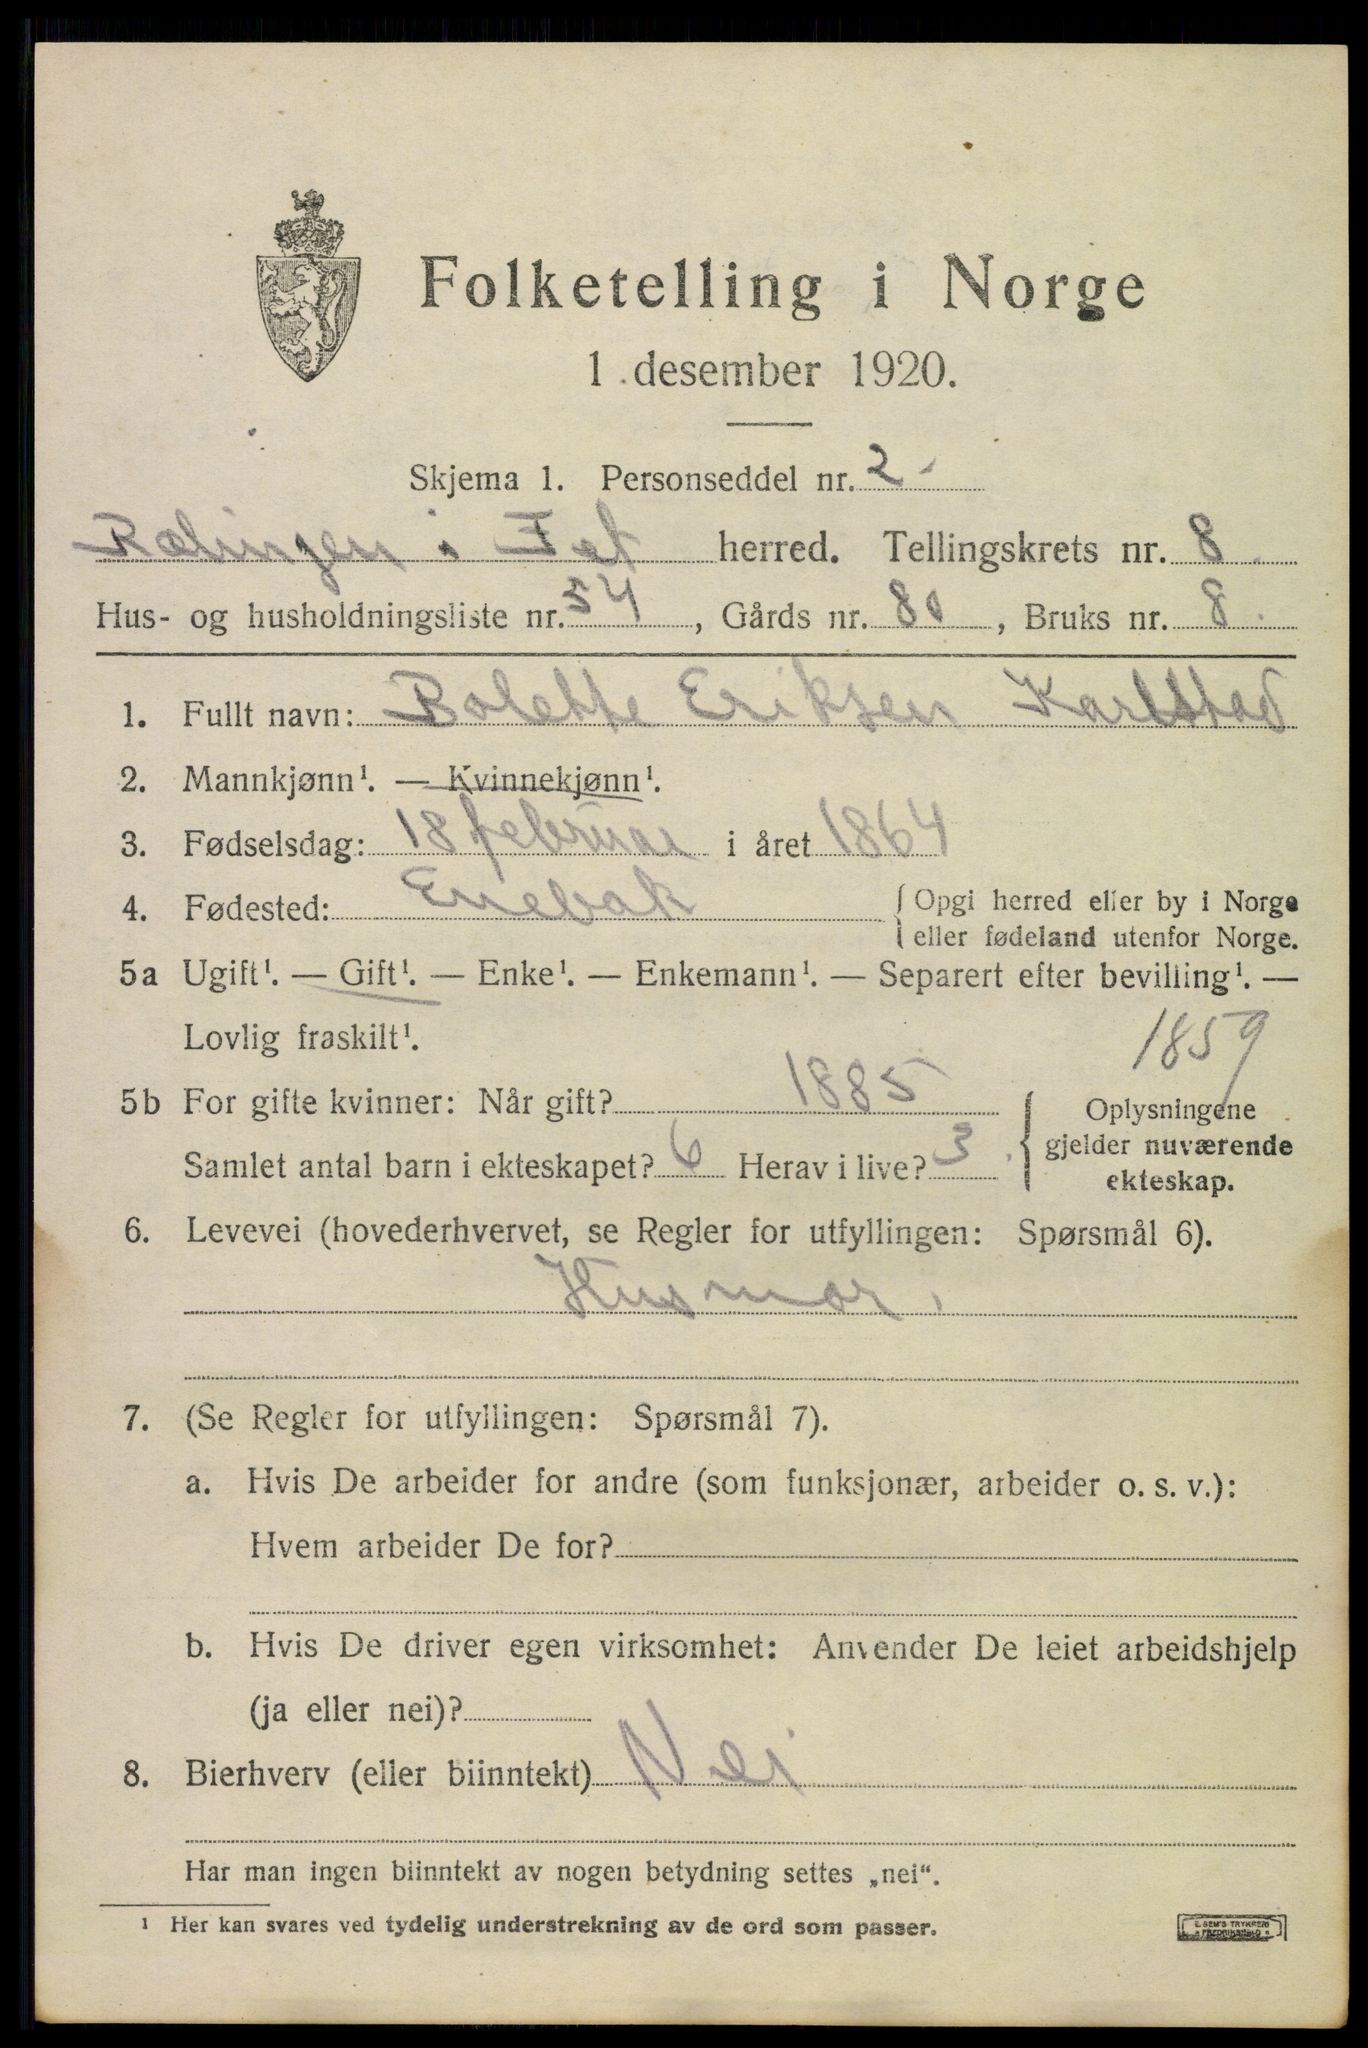 Folketelling i Norge
1 desember 1920.
Skjema 1. Personseddel nr. 2
Rælingen i Fet herred. Tellingskrets nr. 8.
Hus- og husholdningsliste nr. 54, Gårds nr. 80, Bruks nr. 8.
1. Fullt navn: Bolette Eriksen Karlstad
2. Mannkjønn¹. — Kvinnekjønn¹.
3. Fødselsdag: 18 februar i året 1864
4. Fødested: Enebak { Opgi herred eller by i Norge
eller fødeland utenfor Norge.
5a Ugift¹. — Gift¹. — Enke¹. — Enkemann¹. — Separert efter bevilling¹. —
Lovlig fraskilt¹.
1859
5b For gifte kvinner: Når gift? 1885
Samlet antal barn i ekteskapet? 6 Herav i live? 3.
Oplysningene
gjelder nuværende
ekteskap.
6. Levevei (hovederhvervet, se Regler for utfyllingen: Spørsmål 6).
Husmor.
7. (Se Regler for utfyllingen: Spørsmål 7).
a. Hvis De arbeider for andre (som funksjonær, arbeider o. s. v.):
Hvem arbeider De for?
b. Hvis De driver egen virksomhet: Anvender De leiet arbeidshjelp
(ja eller nei)?
8. Bierhverv (eller biinntekt) Nei
Har man ingen biinntekt av nogen betydning settes „nei“.
¹ Her kan svares ved tydelig understrekning av de ord som passer.